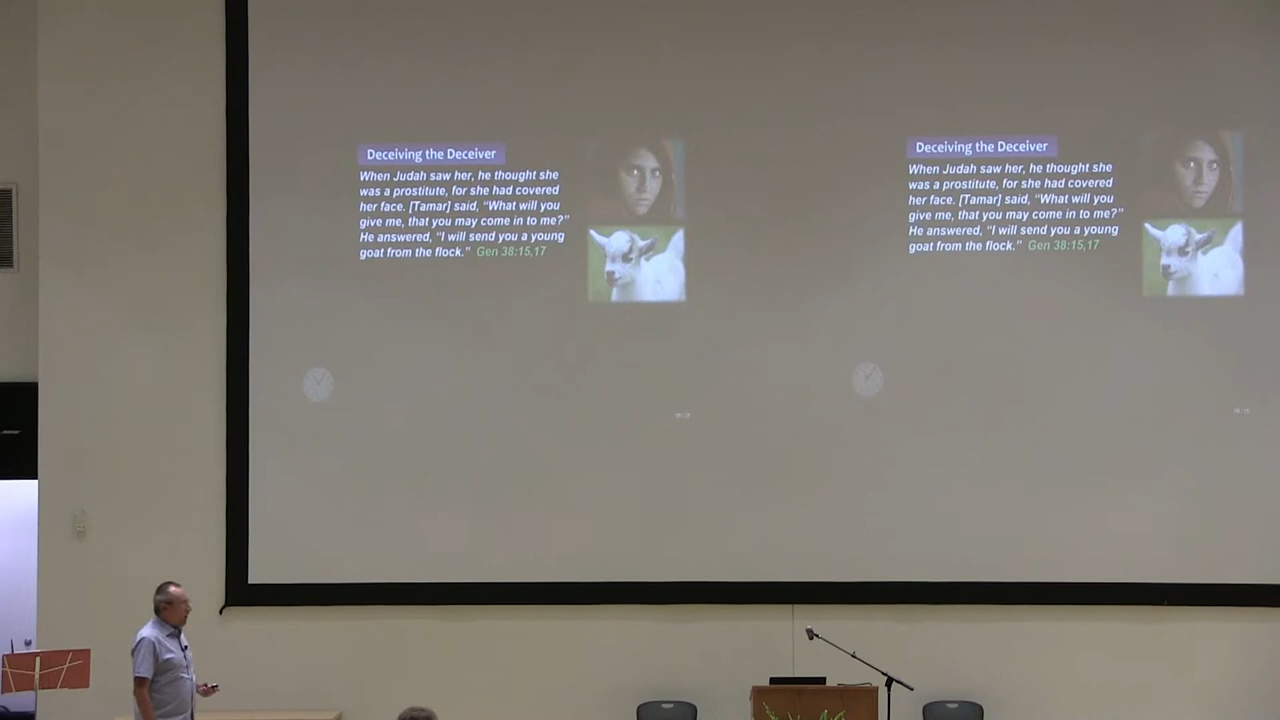 Deceiving the Deceiver
When Judah saw her, he thought she
was a prostitute, for she had covered
her face. [Tamar] said, “What will you
give me, that you may come in to me?”
He answered, “I will send you a young
goat from the flock.” Gen 38:15,17
Deceiving the Deceiver
When Judah saw her, he thought she
was a prostitute, for she had covered
her face. [Tamar] said, “What will you
give me, that you may come in to me?”
He answered, “I will send you a young
goat from the flock.” Gen 38:15,17